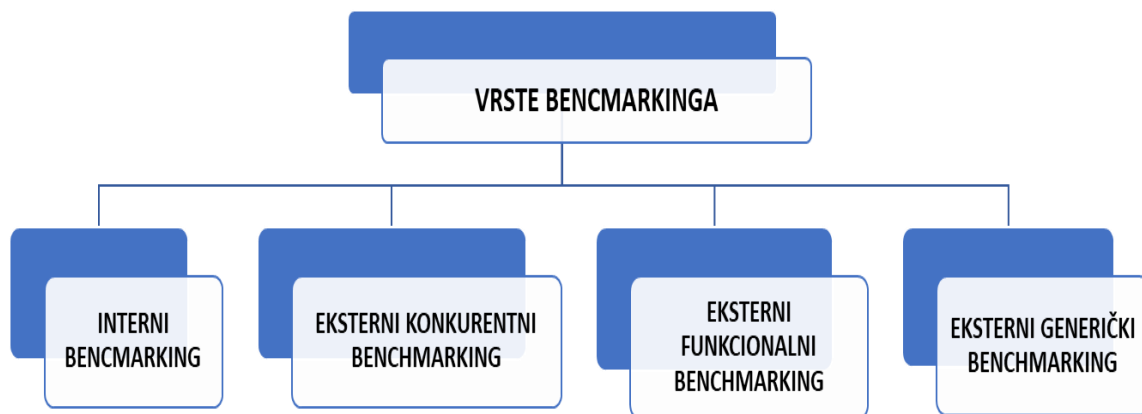 VRSTE BENCMARKINGA
INTERNI
BENCMARKING
EKSTERNI KONKURENTNI
BENCHMARKING
EKSTERNI
FUNKCIONALNI
BENCHMARKING
EKSTERNI GENERIČKI
BENCHMARKING